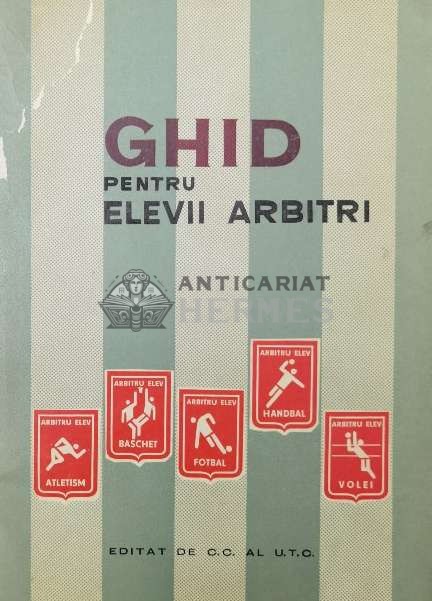 GHID
PENTRU
ELEVII ARBITRI
ANTICARIAT
HERMES
ARBITRU ELEV
ATLETISM
ARBITRU ELEV
BASCHET
ARBITRU ELEV
FOTBAL
ARBITRU ELEV
HANDBAL
ARBITRU ELEV
VOLEI
EDITAT DE C.C. AL U.T.C.